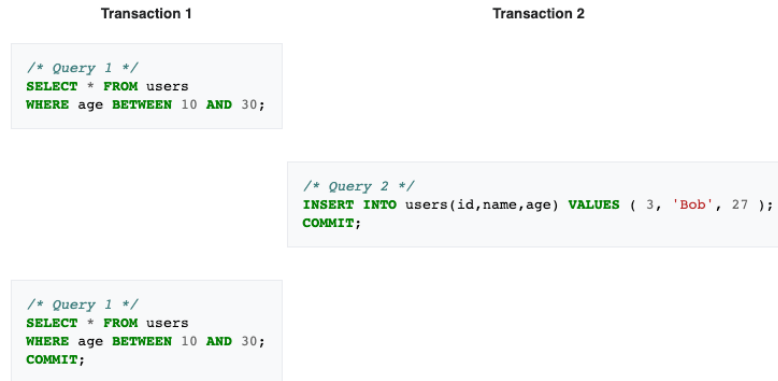 Transaction 1 Transaction 2
/* Query 1 */
SELECT * FROM users
WHERE age BETWEEN 10 AND 30;
/* Query 2 */
INSERT INTO users(id,name,age) VALUES ( 3, 'Bob', 27 );
COMMIT;
/* Query 1 */
SELECT * FROM users
WHERE age BETWEEN 10 AND 30;
COMMIT;